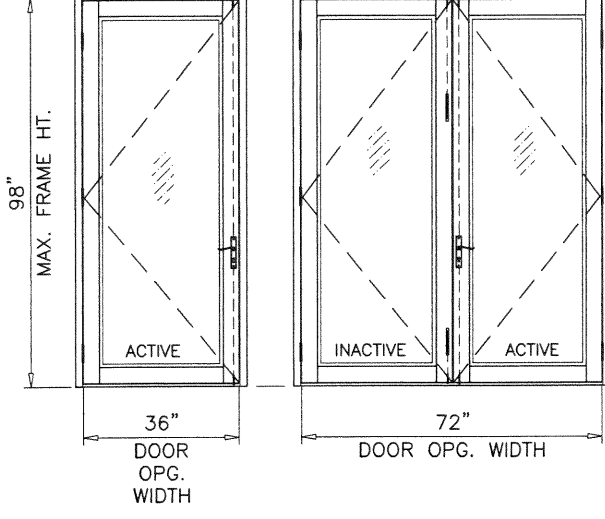 98"
MAX. FRAME HT.
ACTIVE
INACTIVE
ACTIVE
36"
DOOR
OPG.
WIDTH
72"
DOOR OPG. WIDTH